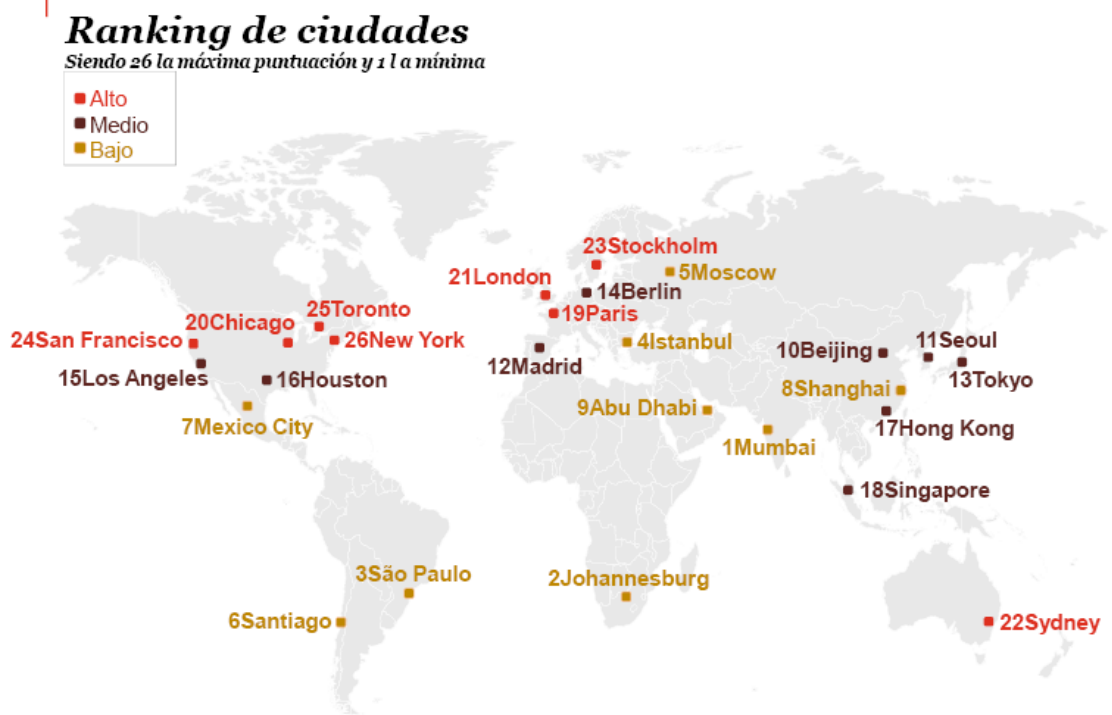 Ranking de ciudades
Siendo 26 la máxima puntuación y 1 l a mínima
Alto
Medio
Bajo
23Stockholm
21London
5Moscow
14Berlin
25Toronto
19Paris
20Chicago
24San Francisco
26New York
4Istanbul
11Seoul
10Beijing
12Madrid
15Los Angeles
16Houston
13Tokyo
8Shanghai
9Abu Dhabi
7Mexico City
17Hong Kong
1Mumbai
18Singapore
3São Paulo
2Johannesburg
6Santiago
22Sydney